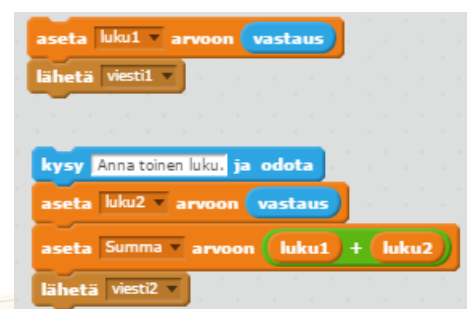 aseta luku1 arvoon vastaus
lähetä viesti1
kysy Anna toinen luku. ja odota
aseta luku2 arvoon vastaus
aseta Summa arvoon luku1 + luku2
lähetä viesti2